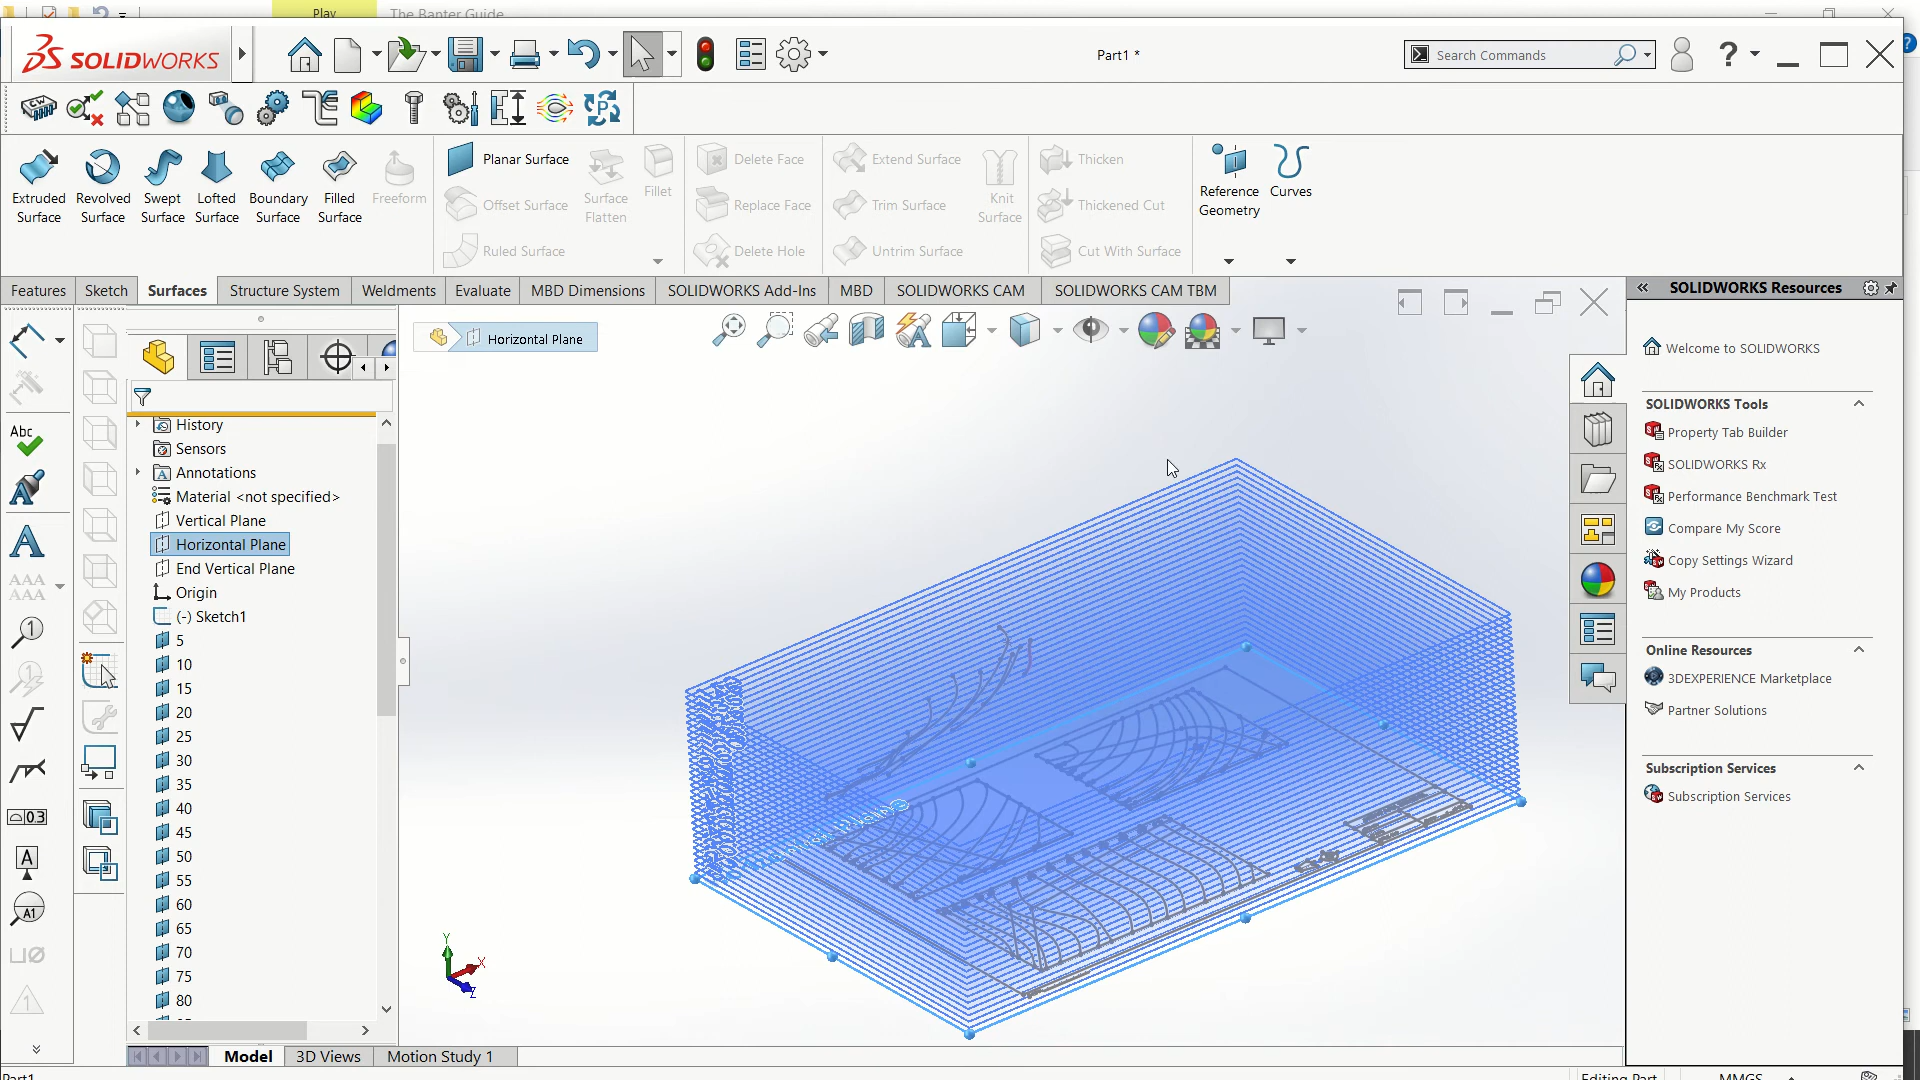 Play
The Banter Guide
SOLIDWORKS
Part1 *
Search Commands
?
Extruded Surface
Revolved Surface
Swept Surface
Lofted Surface
Boundary Surface
Filled Surface
Freeform
Planar Surface
Offset Surface
Ruled Surface
Surface Flatten
Fillet
Delete Face
Replace Face
Delete Hole
Extend Surface
Trim Surface
Untrim Surface
Knit Surface
Thicken
Thickened Cut
Cut With Surface
Reference Geometry
Curves
Features
Sketch
Surfaces
Structure System
Weldments
Evaluate
MBD Dimensions
SOLIDWORKS Add-Ins
MBD
SOLIDWORKS CAM
SOLIDWORKS CAM TBM
Horizontal Plane
History
Sensors
Annotations
Material <not specified>
Vertical Plane
Horizontal Plane
End Vertical Plane
Origin
(-) Sketch1
5
10
15
20
25
30
35
40
45
50
55
60
65
70
75
80
Abc
A
AAA
AAA
1
0.3
A
A1
Y
X
Z
Model
3D Views
Motion Study 1
SOLIDWORKS Resources
Welcome to SOLIDWORKS
SOLIDWORKS Tools
Property Tab Builder
SOLIDWORKS Rx
Performance Benchmark Test
Compare My Score
Copy Settings Wizard
My Products
Online Resources
3DEXPERIENCE Marketplace
Partner Solutions
Subscription Services
Subscription Services
Part1
Editing Part
MMGS